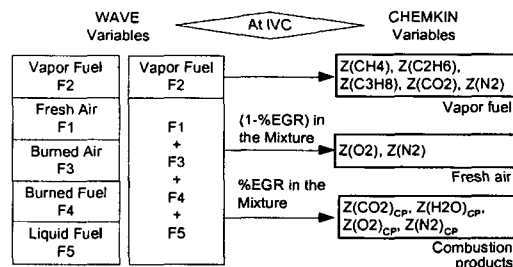 WAVE
Variables
At IVC
CHEMKIN
Variables
Vapor Fuel
F2
Fresh Air
F1
Burned Air
F3
Burned Fuel
F4
Liquid Fuel
F5
Vapor Fuel
F2
F1
+
F3
+
F4
+
F5
(1-%EGR) in
the Mixture
%EGR in the
Mixture
Z(CH4), Z(C2H6),
Z(C3H8), Z(CO2), Z(N2)
Vapor fuel
Z(O2), Z(N2)
Fresh air
Z(CO2)CP, Z(H2O)CP,
Z(O2)CP, Z(N2)CP
Combustion
products